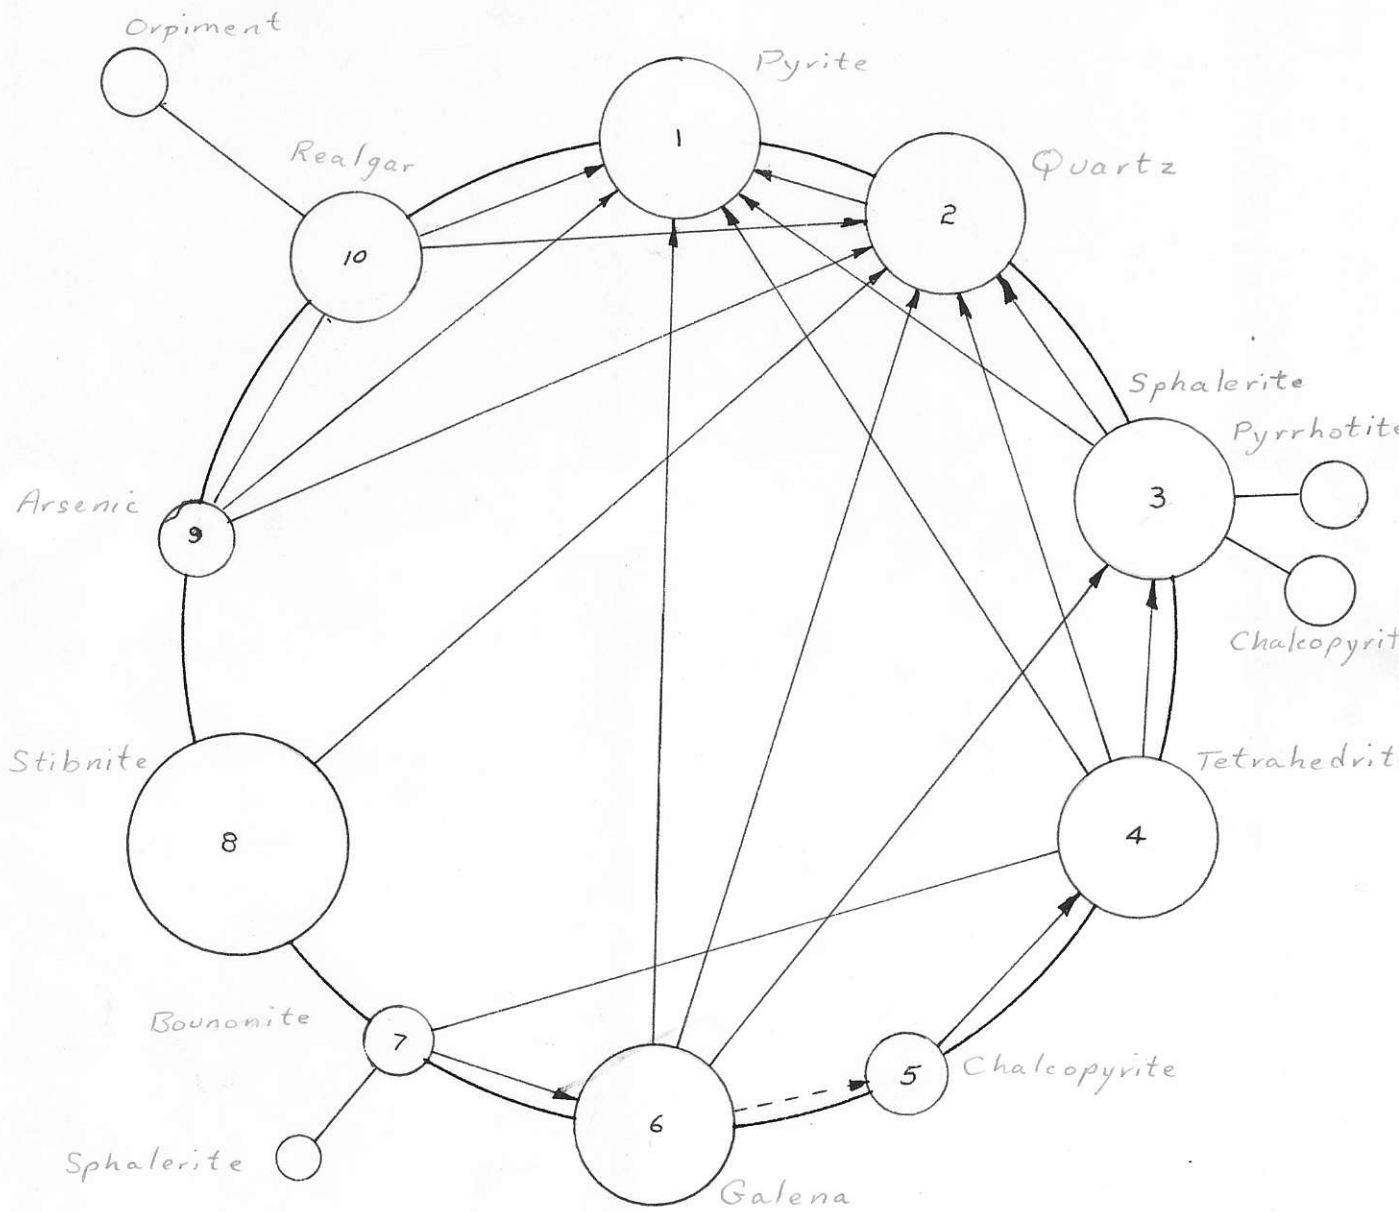 Orpiment
Pyrite
Realgar
Quartz
1
2
10
Sphalerite
Pyrrhotite
3
Arsenic
9
Chalcopyrit
Stibnite
Tetrahedrit
8
4
Bounonite
7
5
Chalcopyrite
6
Sphalerite
Galena